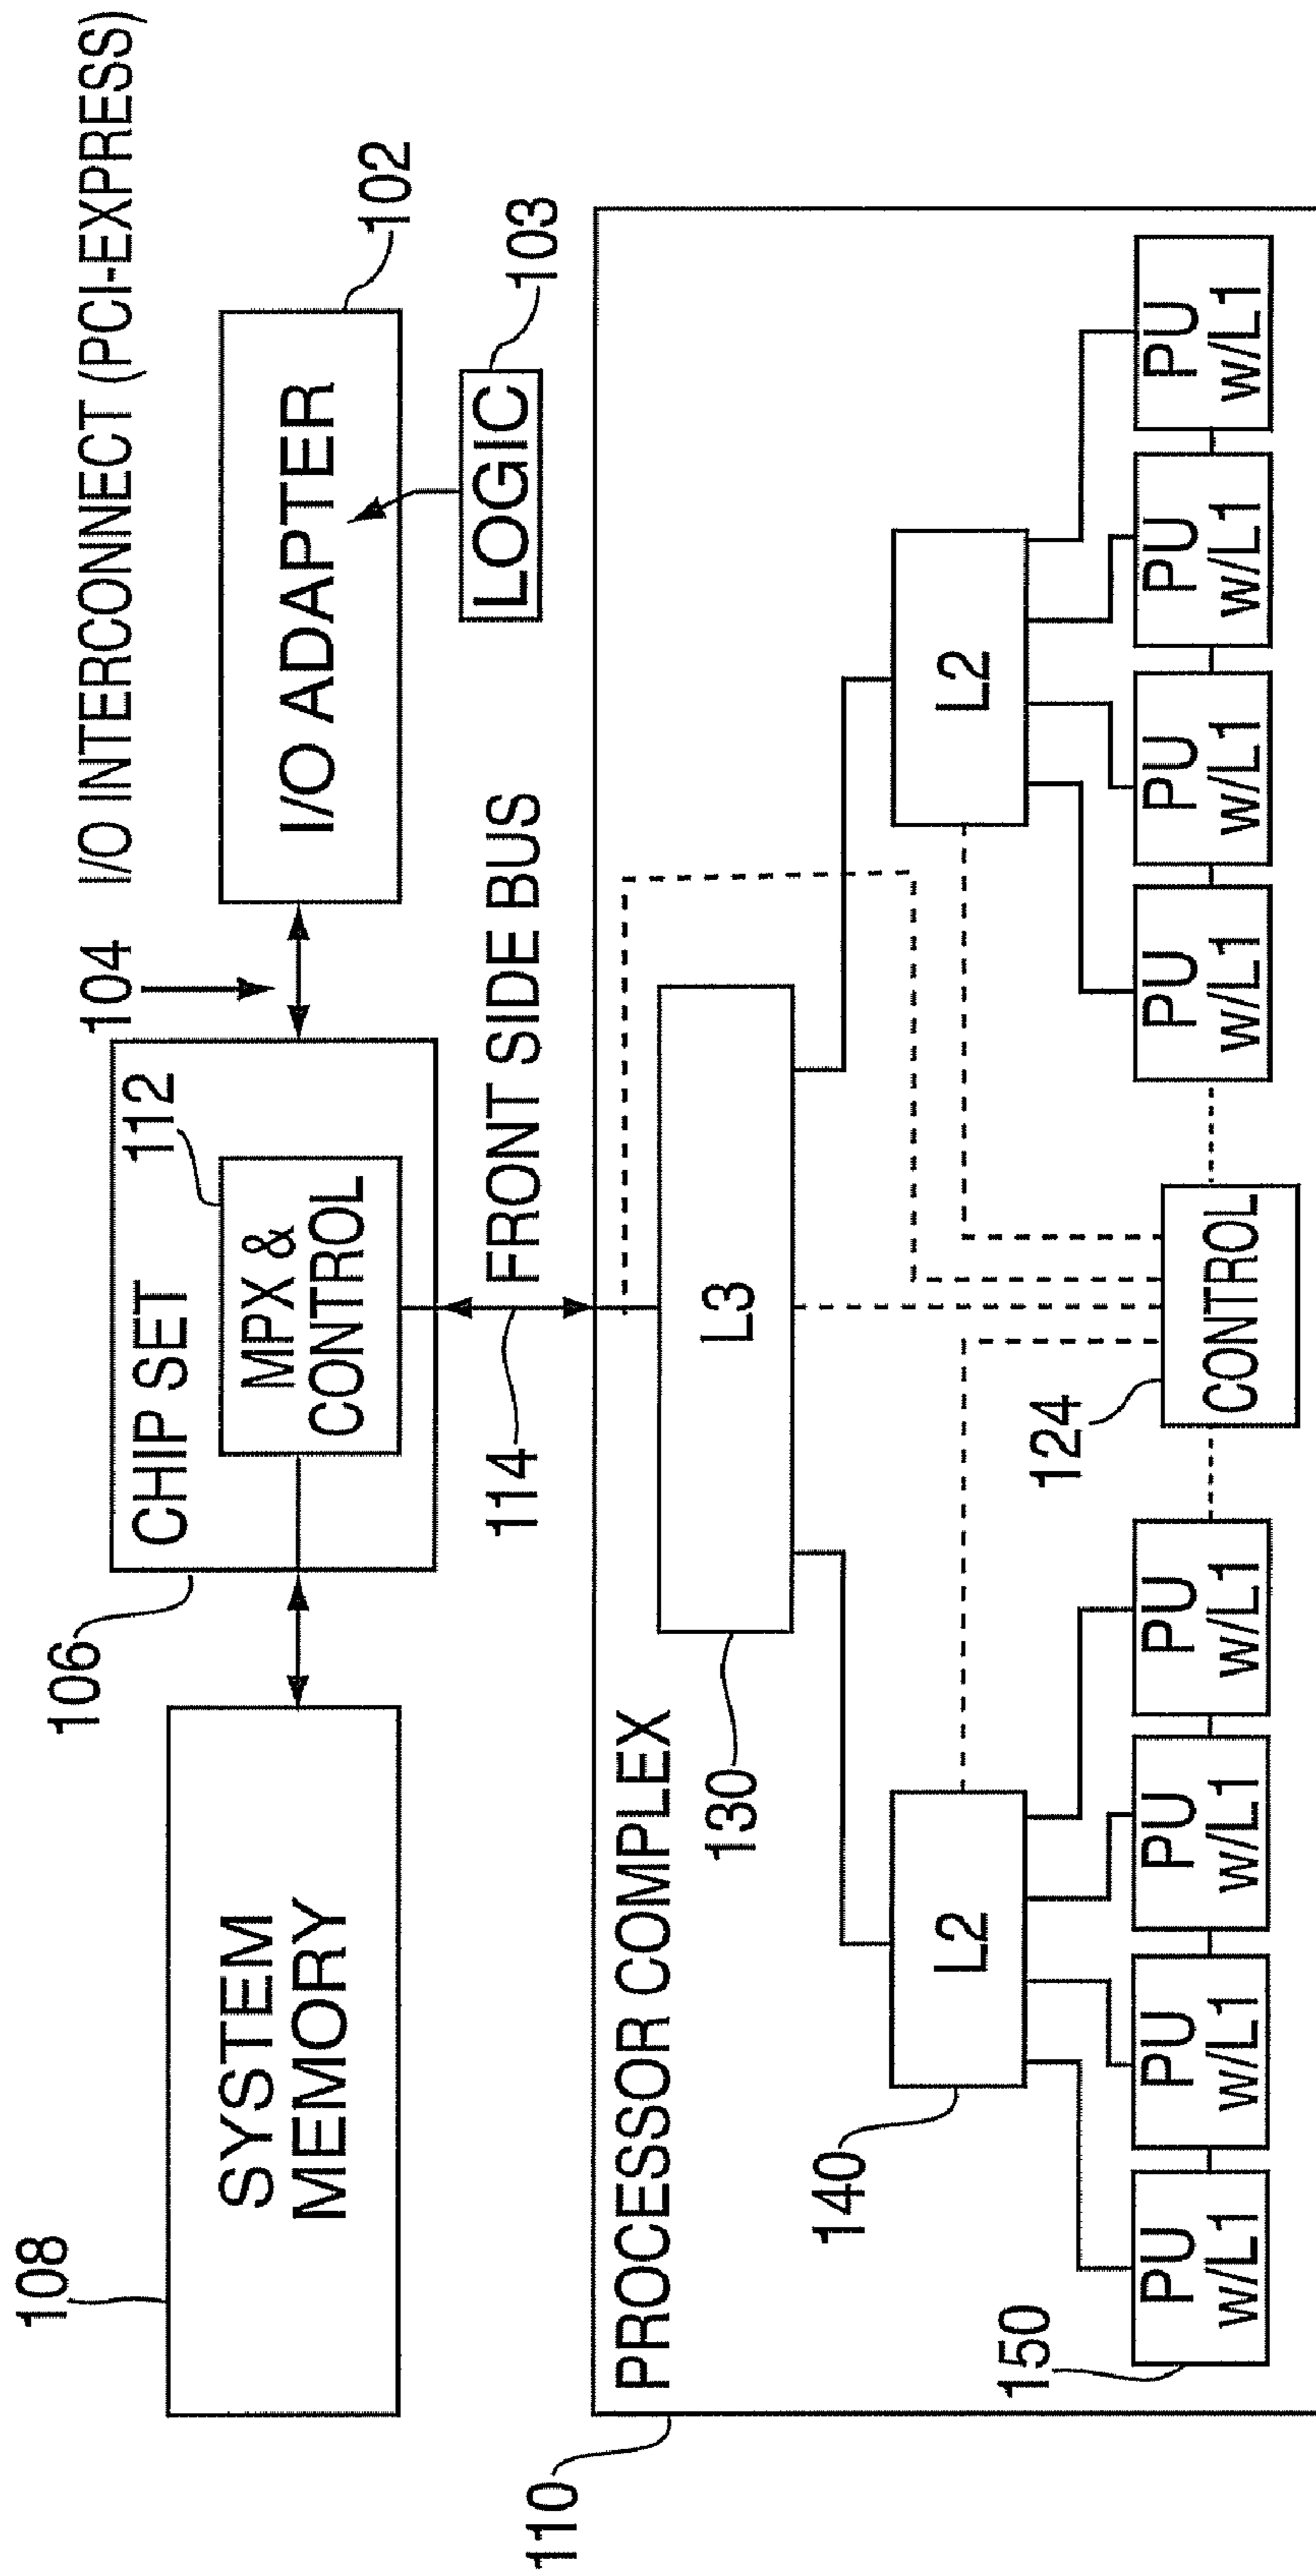 108
SYSTEM
MEMORY
106
CHIP SET
112
MPX &
CONTROL
104
I/O INTERCONNECT (PCI-EXPRESS)
I/O ADAPTER
102
LOGIC
103
114
FRONT SIDE BUS
110
PROCESSOR COMPLEX
130
L3
140
L2
L2
150
PU
w/L1
PU
w/L1
PU
w/L1
PU
w/L1
124
CONTROL
PU
w/L1
PU
w/L1
PU
w/L1
PU
w/L1